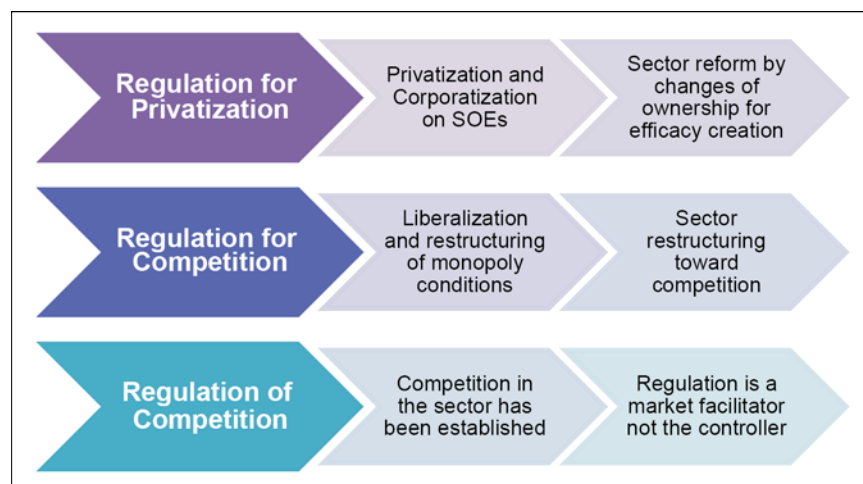 Regulation for
Privatization
Privatization and
Corporatization
on SOEs
Sector reform by
changes of
ownership for
efficacy creation
Regulation for
Competition
Liberalization
and restructuring
of monopoly
conditions
Sector
restructuring
toward
competition
Regulation of
Competition
Competition in
the sector has
been established
Regulation is a
market facilitator
not the controller